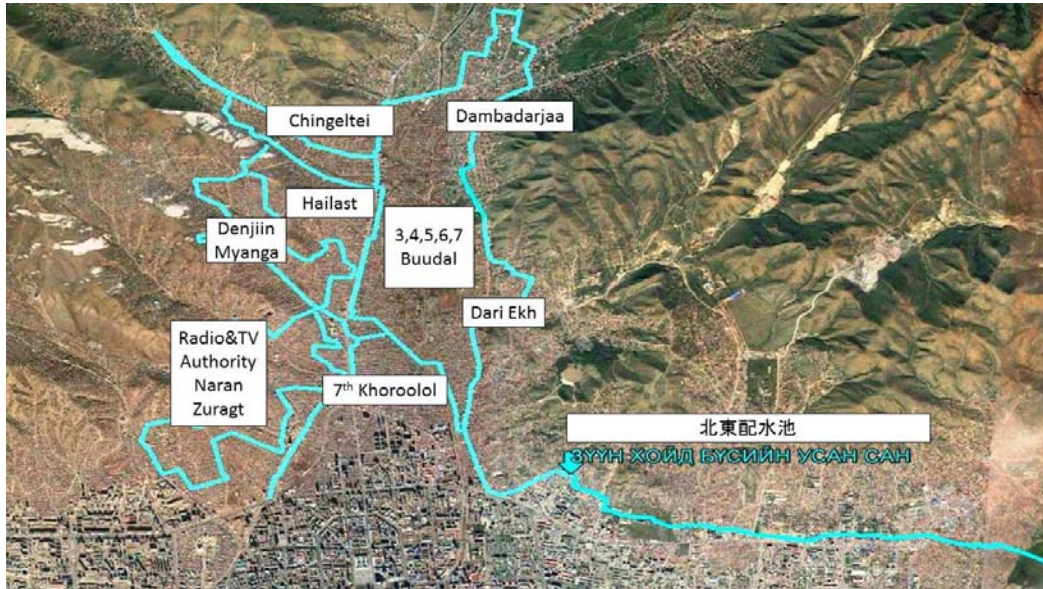 Chingeltei
Dambadarjaa
Hailast
Denjiin
Myanga
3,4,5,6,7
Buudal
Dari Ekh
Radio&TV
Authority
Naran
Zuragt
7th Khoroolol
北東配水池
ЗҮҮН ХОЙД БҮСИЙН УСАН САН